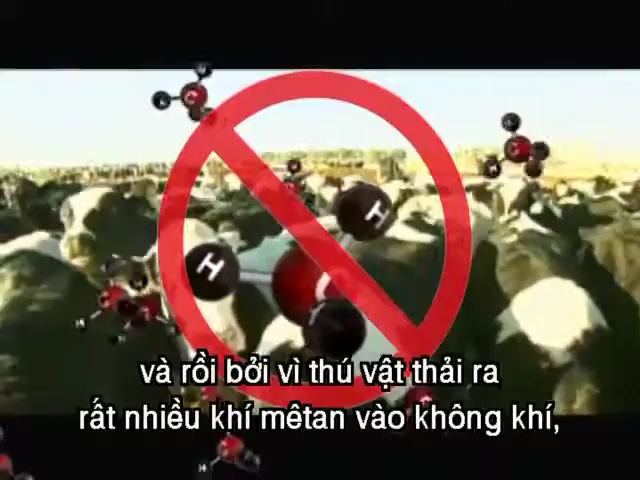 H
H
và rồi bởi vì thú vật thải ra
rất nhiều khí mêtan vào không khí,